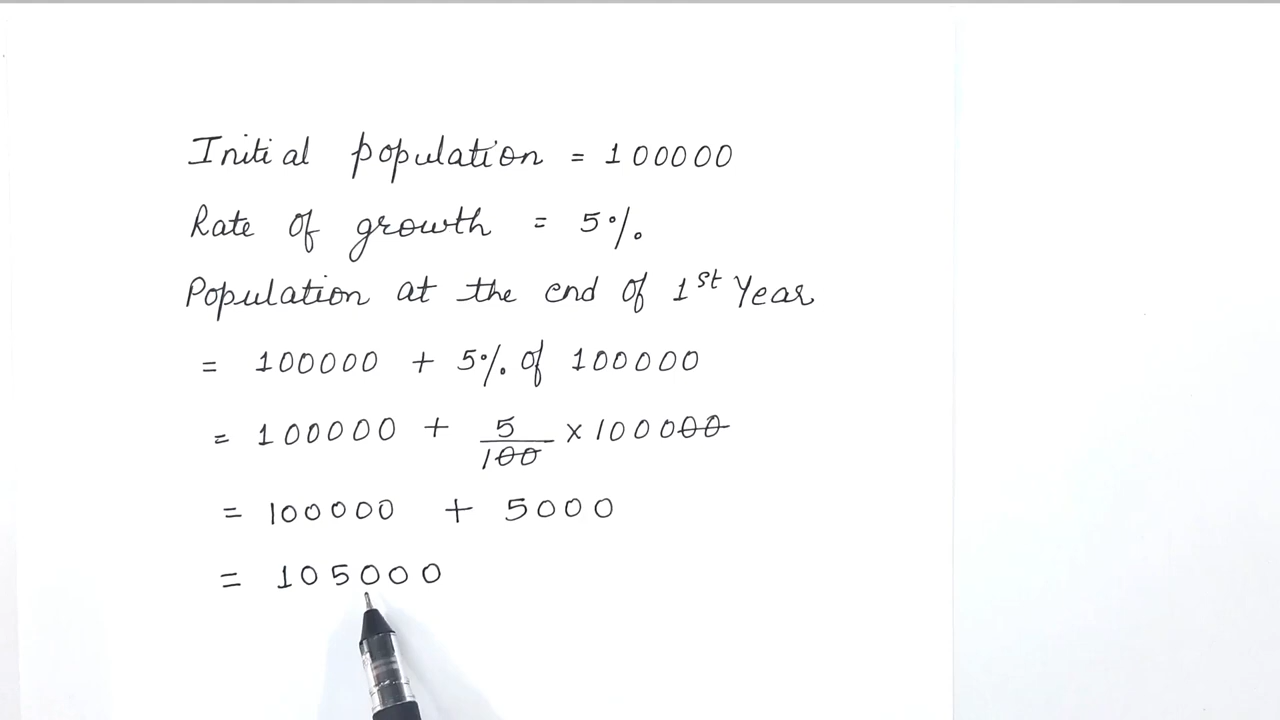 Initial population = 100000
Rate of growth = 5%.
Population at the end of 1st Year
= 100000 + 5% of 100000
= 100000 + 5/100 × 100000
= 100000 + 5000
= 105000